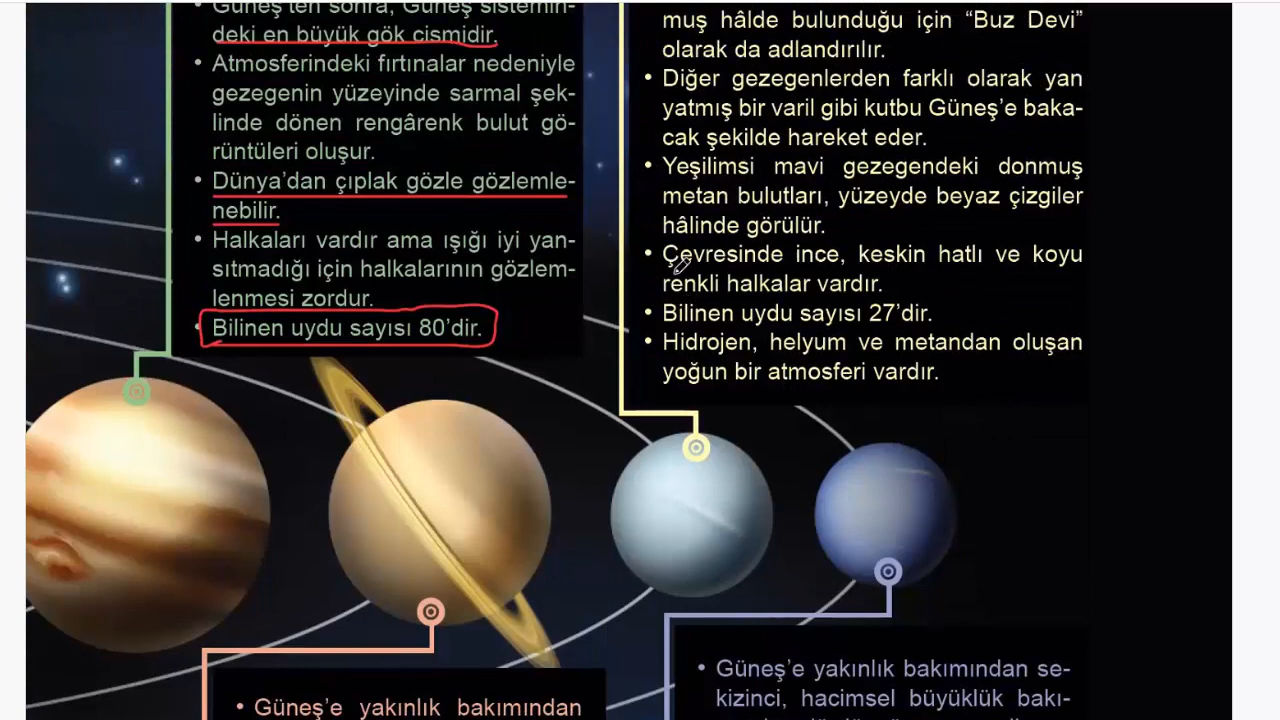 Güneş'ten sonra, Güneş sistemin-
deki en büyük gök cismidir.
• Atmosferindeki fırtınalar nedeniyle
gezegenin yüzeyinde sarmal şek-
linde dönen rengârenk bulut gö-
rüntüleri oluşur.
• Dünya'dan çıplak gözle gözlemle-
nebilir.
• Halkaları vardır ama ışığı iyi yan-
sıtmadığı için halkalarının gözlem-
lenmesi zordur.
• Bilinen uydu sayısı 80'dir.
muş hâlde bulunduğu için “Buz Devi”
olarak da adlandırılır.
• Diğer gezegenlerden farklı olarak yan
yatmış bir varil gibi kutbu Güneş'e baka-
cak şekilde hareket eder.
• Yeşilimsi mavi gezegendeki donmuş
metan bulutları, yüzeyde beyaz çizgiler
hâlinde görülür.
• Çevresinde ince, keskin hatlı ve koyu
renkli halkalar vardır.
• Bilinen uydu sayısı 27'dir.
• Hidrojen, helyum ve metandan oluşan
yoğun bir atmosferi vardır.
• Güneş'e yakınlık bakımından
• Güneş'e yakınlık bakımından se-
kizinci, hacimsel büyüklük bakı-